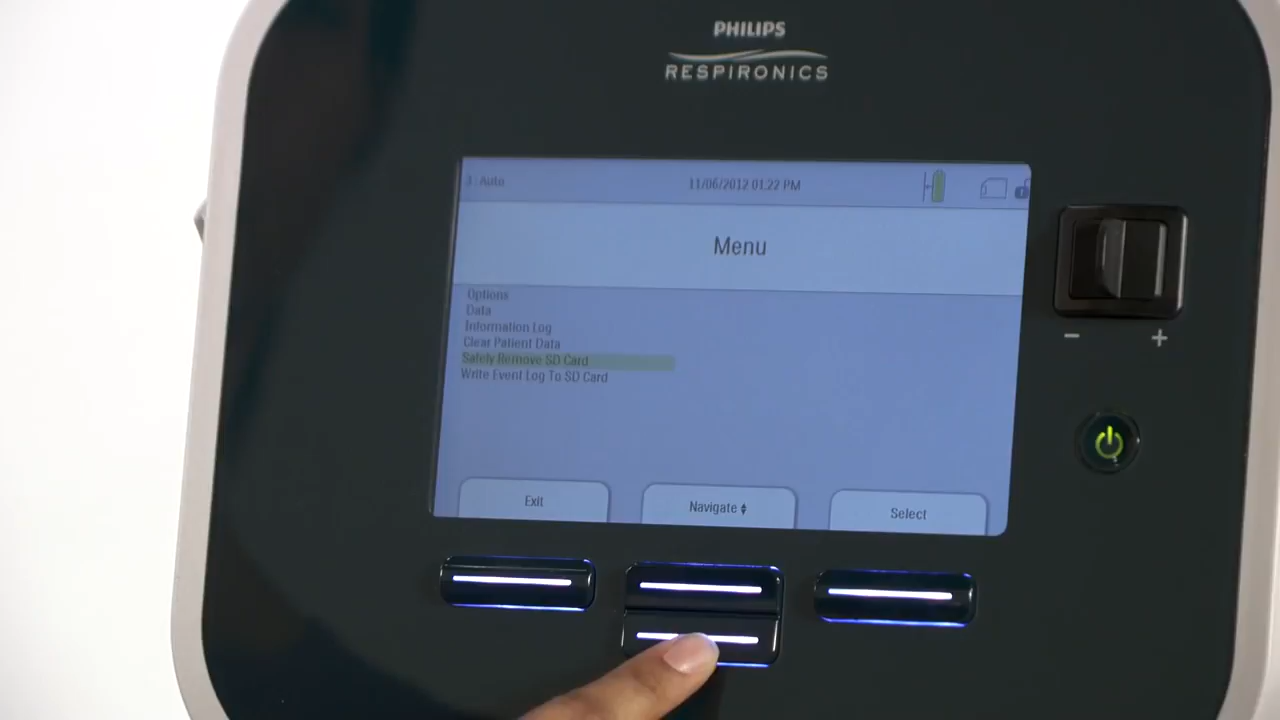 PHILIPS
RESPIRONICS
3 : Auto 11/06/2012 01:22 PM
Menu
Options
Data
Information Log
Clear Patient Data
Safely Remove SD Card
Write Event Log To SD Card
Exit Navigate Select
- +